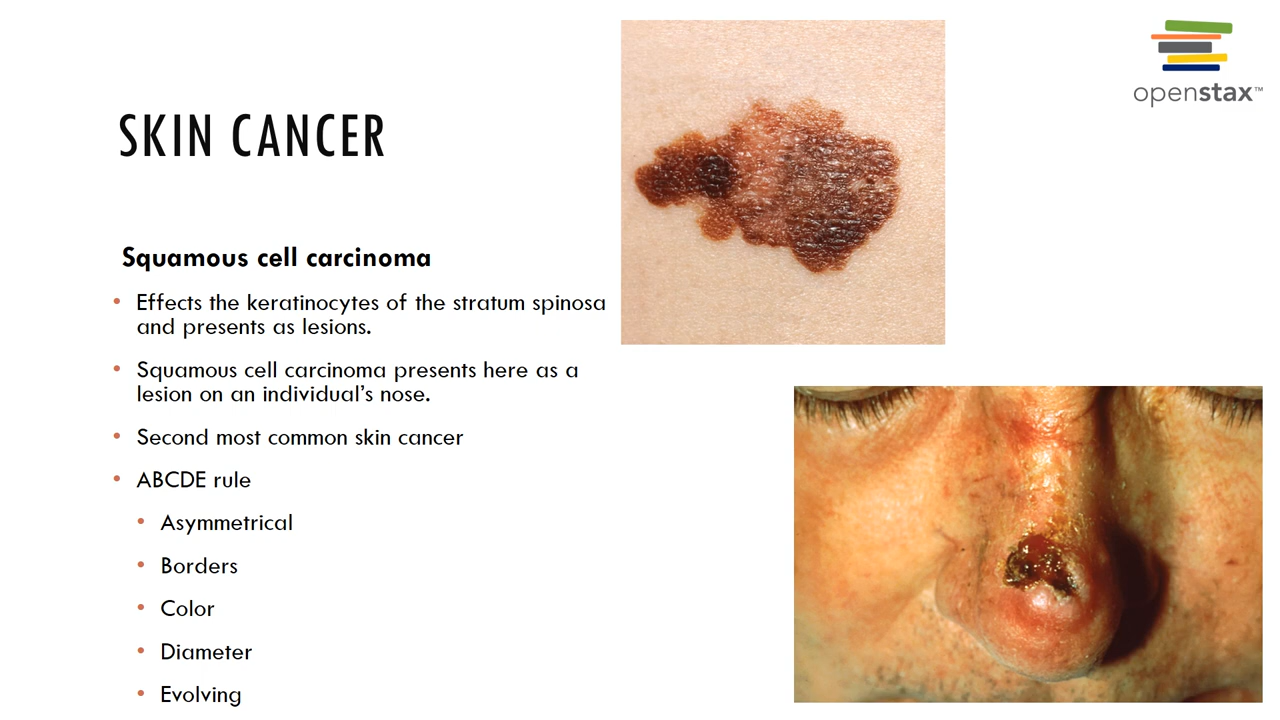 openstax™
SKIN CANCER
Squamous cell carcinoma
• Effects the keratinocytes of the stratum spinosa
and presents as lesions.
• Squamous cell carcinoma presents here as a
lesion on an individual's nose.
• Second most common skin cancer
• ABCDE rule
• Asymmetrical
• Borders
• Color
• Diameter
• Evolving